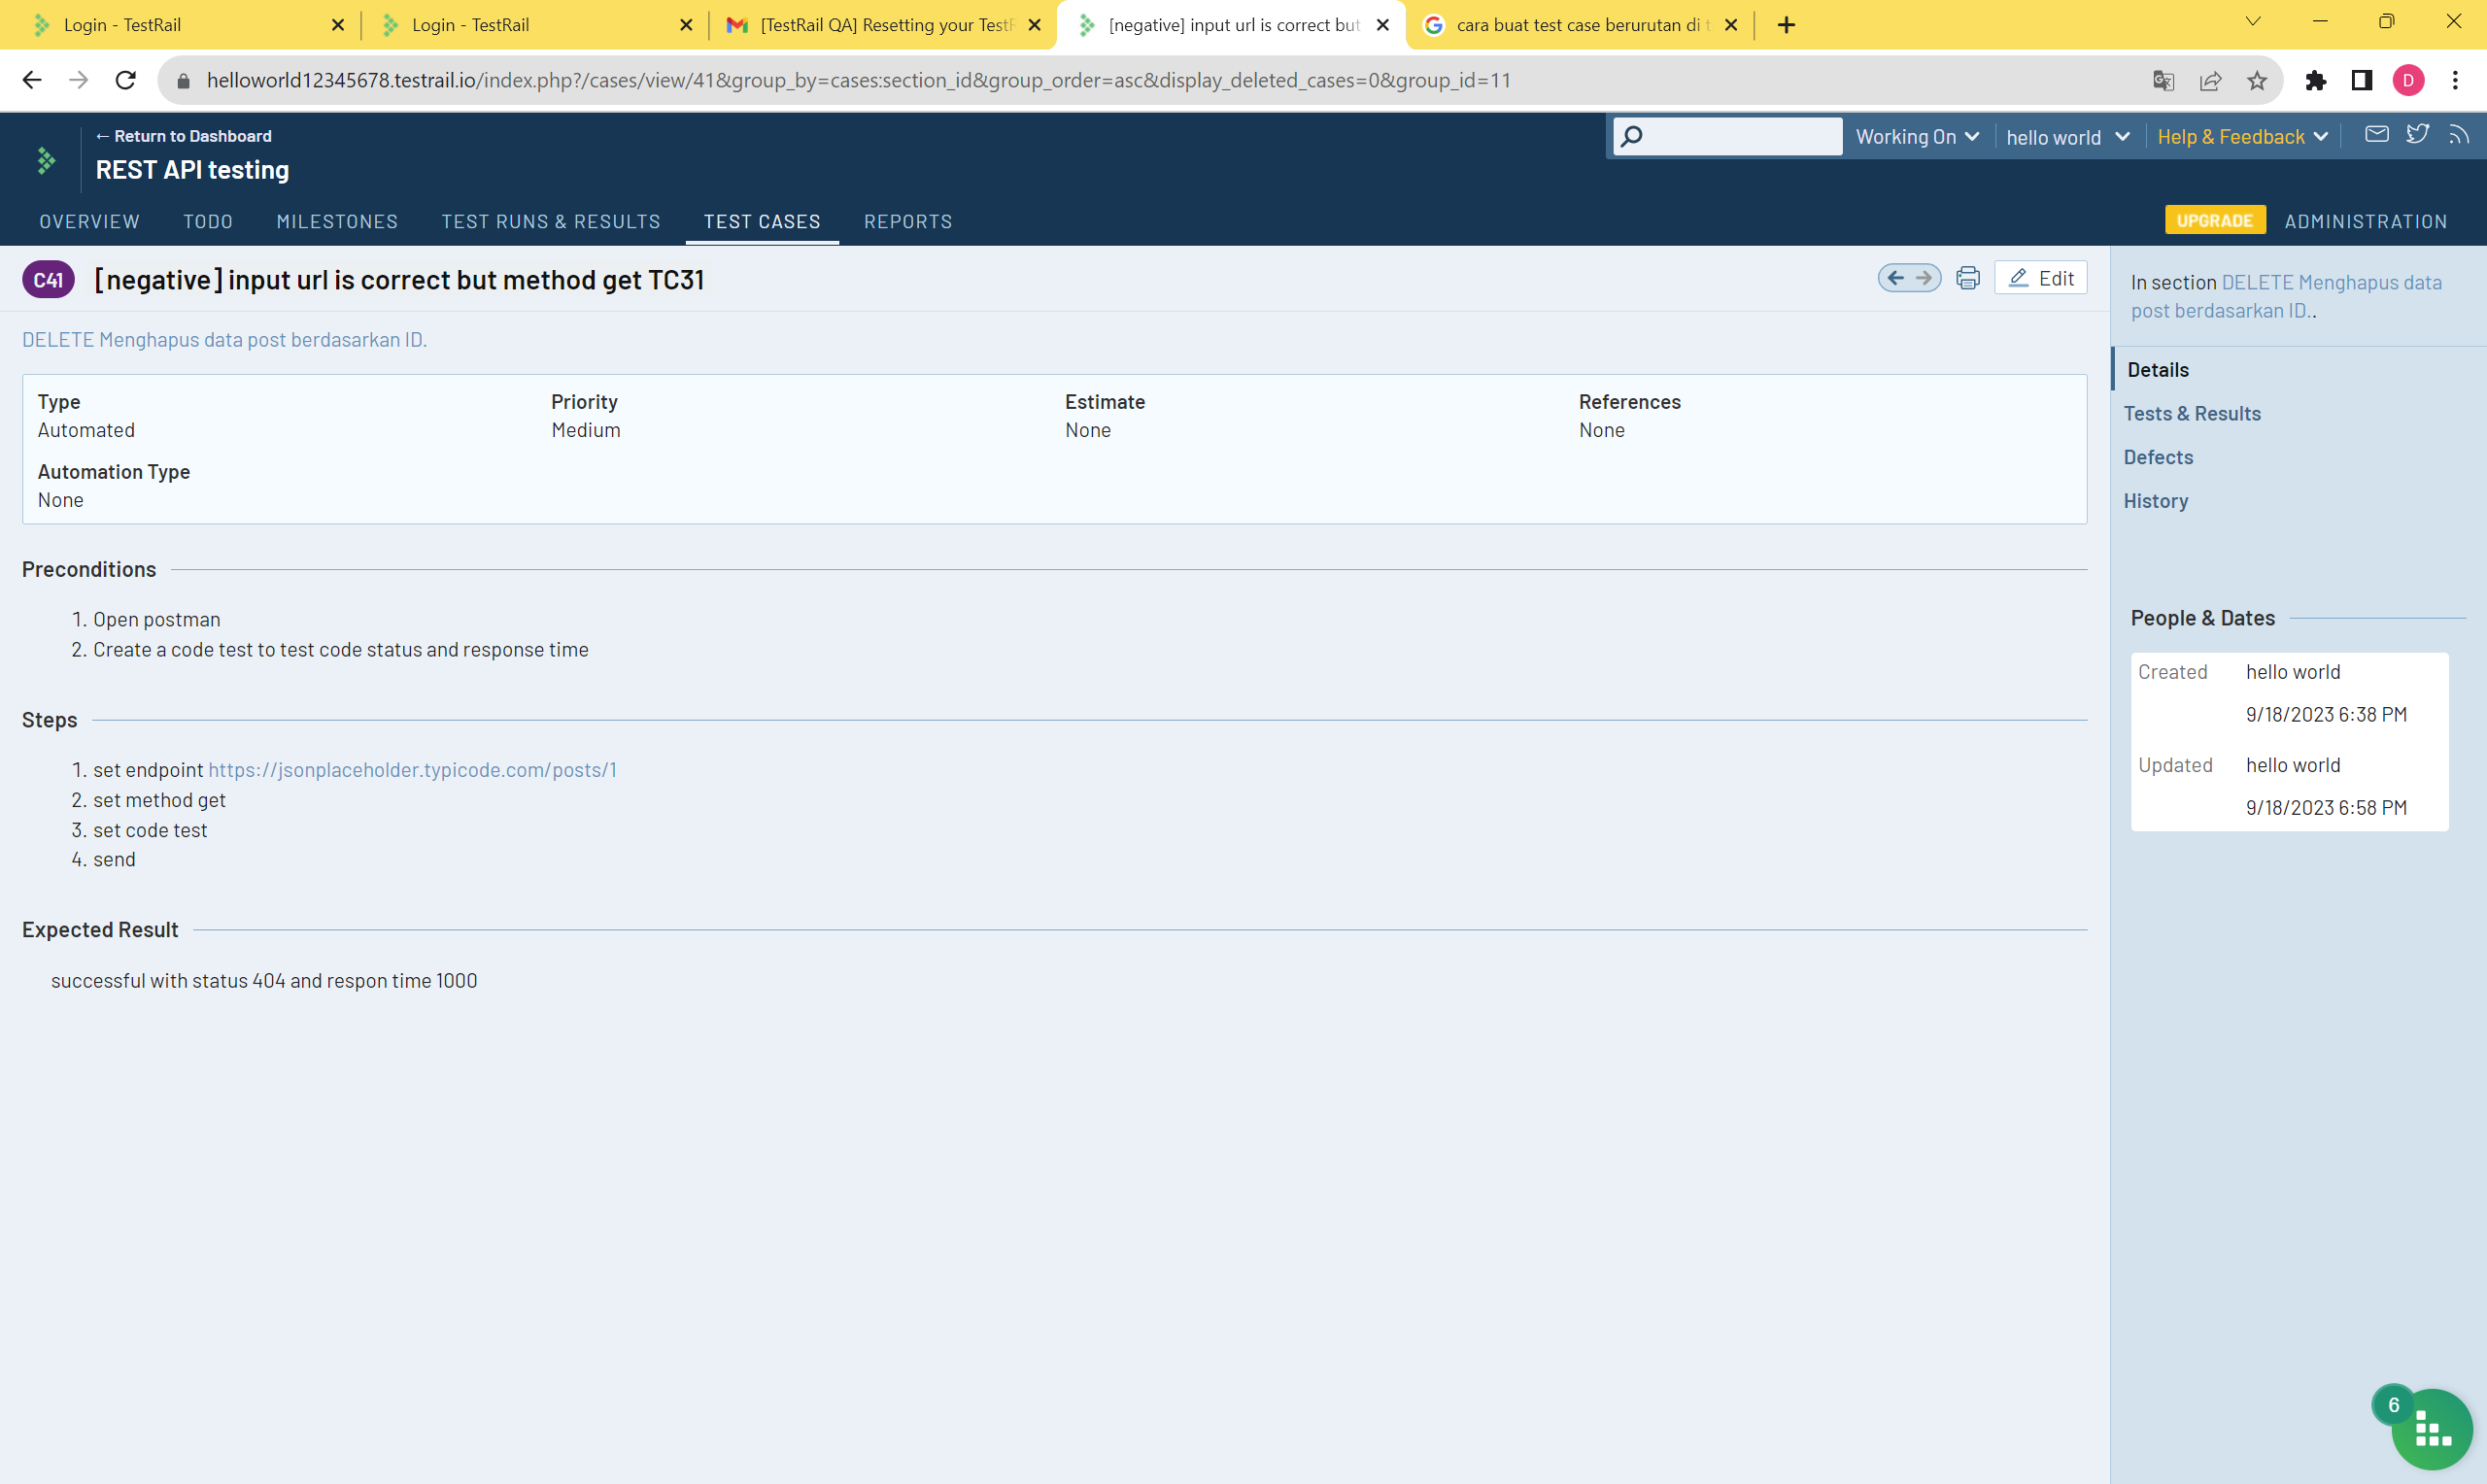 Login - TestRail
Login - TestRail
[TestRail QA] Resetting your Test
[negative] input url is correct but
cara buat test case berurutan di t
helloworld12345678.testrail.io/index.php?/cases/view/41&group_by=cases:section_id&group_order=asc&display_deleted_cases=0&group_id=11
D
← Return to Dashboard
REST API testing
Working On
hello world
Help & Feedback
OVERVIEW
TODO
MILESTONES
TEST RUNS & RESULTS
TEST CASES
REPORTS
UPGRADE
ADMINISTRATION
C41
[negative] input url is correct but method get TC31
Edit
DELETE Menghapus data post berdasarkan ID.
Type
Automated
Priority
Medium
Estimate
None
References
None
Automation Type
None
Preconditions
1. Open postman
2. Create a code test to test code status and response time
Steps
1. set endpoint https://jsonplaceholder.typicode.com/posts/1
2. set method get
3. set code test
4. send
Expected Result
successful with status 404 and respon time 1000
In section DELETE Menghapus data
post berdasarkan ID..
Details
Tests & Results
Defects
History
People & Dates
Created hello world
9/18/2023 6:38 PM
Updated hello world
9/18/2023 6:58 PM
6